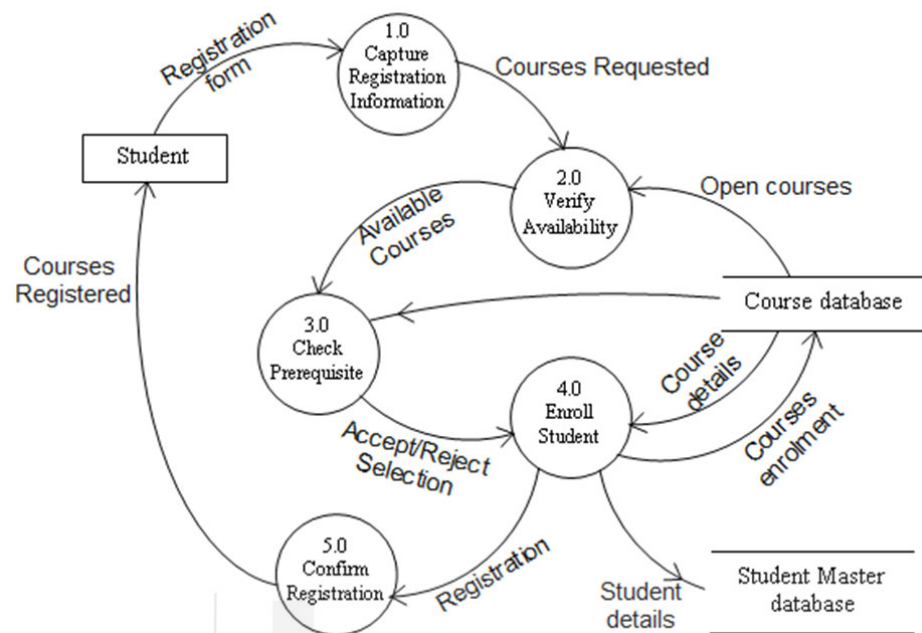 Registration
form
1.0
Capture
Registration
Information
Courses Requested
Student
2.0
Verify
Availability
Open courses
Available
Courses
Courses
Registered
Course database
3.0
Check
Prerequisite
Course
details
4.0
Enroll
Student
Courses
enrolment
Accept/Reject
Selection
5.0
Confirm
Registration
Registration
Student
details
Student Master
database